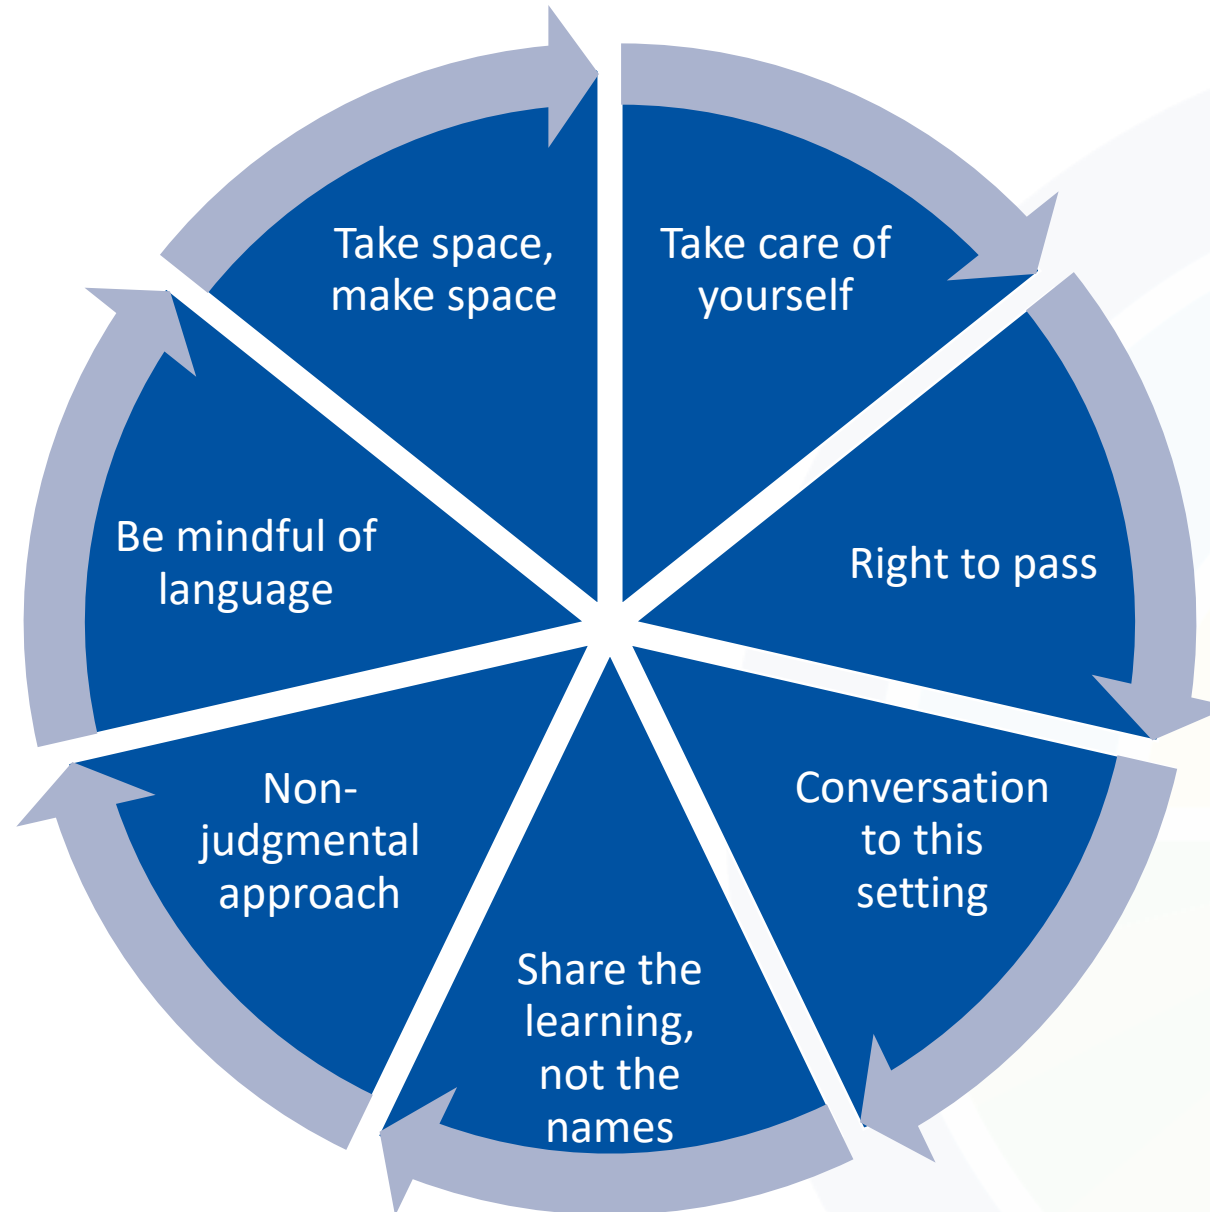 Take care of
yourself
Right to pass
Conversation
to this
setting
Share the
learning,
not the
names
Non-
judgmental
approach
Be mindful of
language
Take space,
make space